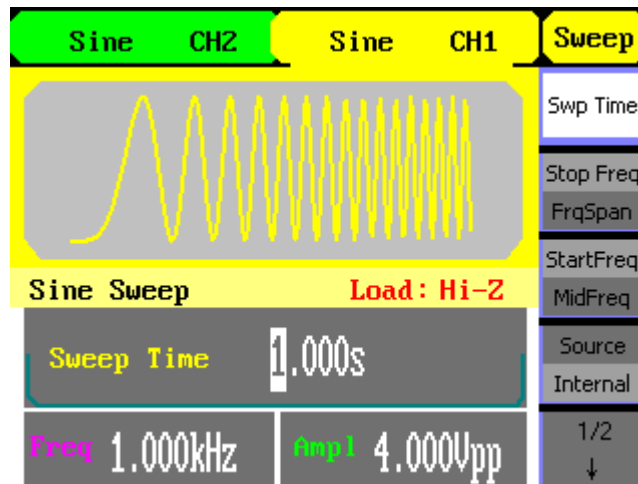 Sine CH2 Sine CH1 Sweep
Swp Time
Stop Freq
FrqSpan
StartFreq
MidFreq
Source
Internal
1/2
↓
Sine Sweep Load: Hi-Z
Sweep Time 1.000s
Freq 1.000kHz Ampl 4.000Vpp